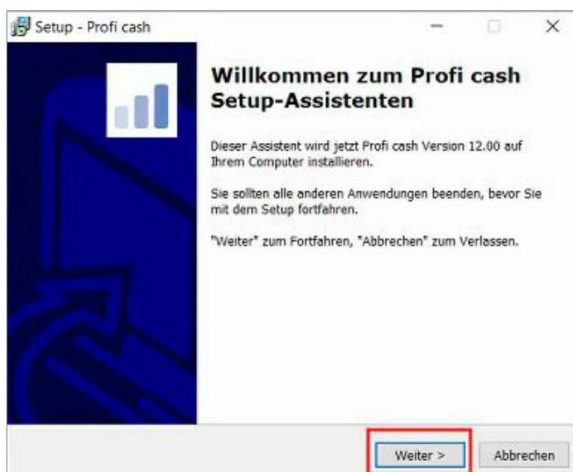 Setup - Profi cash
Willkommen zum Profi cash
Setup-Assistenten
Dieser Assistent wird jetzt Profi cash Version 12.00 auf
Ihrem Computer installieren.
Sie sollten alle anderen Anwendungen beenden, bevor Sie
mit dem Setup fortfahren.
"Weiter" zum Fortfahren, "Abbrechen" zum Verlassen.
Weiter >
Abbrechen